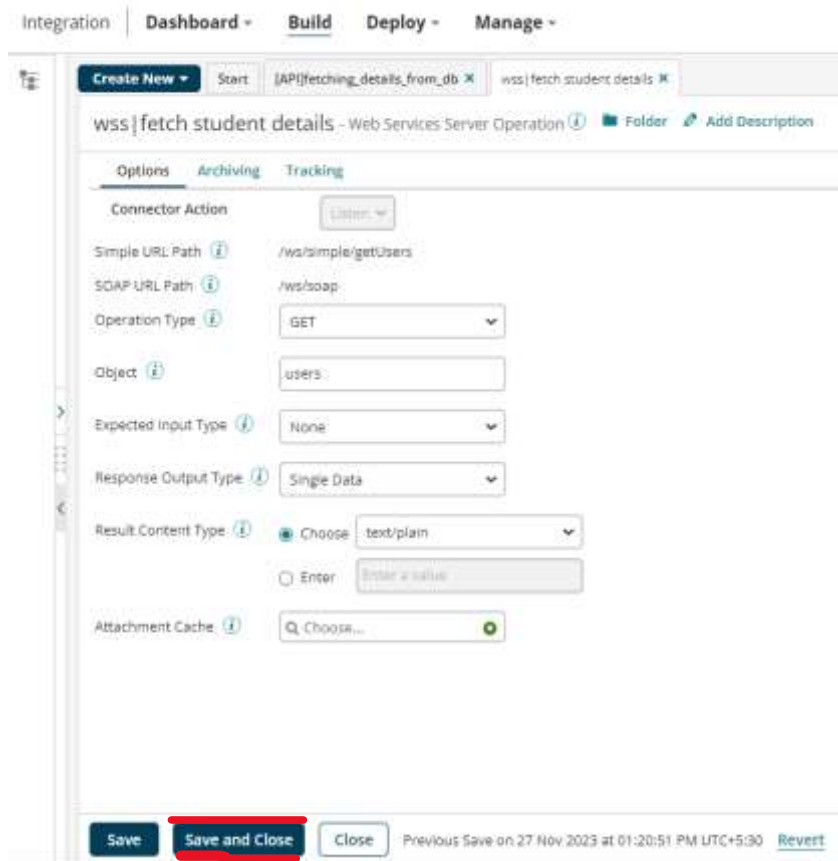 Integration Dashboard Build Deploy Manage
Create New Start [API]fetching_details_from_db × wss|fetch student details ×
wss|fetch student details - Web Services Server Operation i Folder Add Description
Options Archiving Tracking
Connector Action Listen
Simple URL Path i /ws/simple/getUsers
SOAP URL Path i /ws/soap
Operation Type i GET
Object i users
Expected Input Type i None
Response Output Type i Single Data
Result Content Type i Choose text/plain
Enter Enter a value
Attachment Cache i Choose...
Save Save and Close Close Previous Save on 27 Nov 2023 at 01:20:51 PM UTC+5:30 Revert